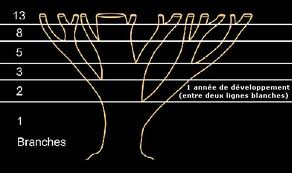 13
8
5
3
2
1 année de développement
(entre deux lignes blanches)
1
Branches